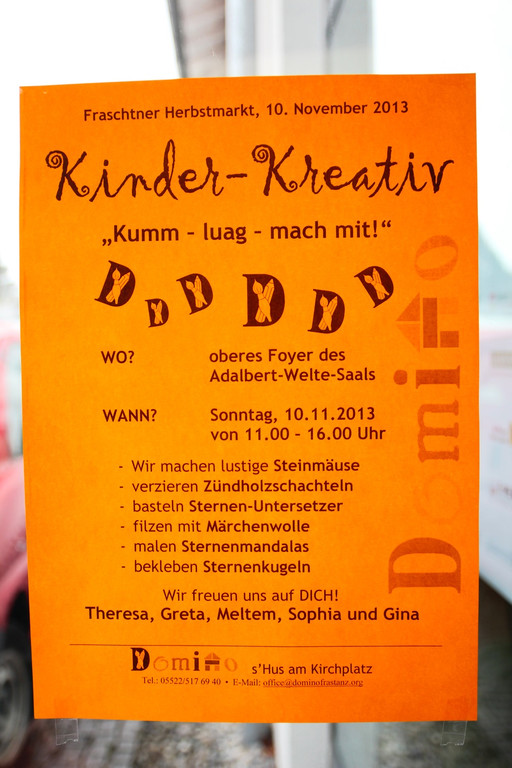 Fraschtner Herbstmarkt, 10. November 2013
Kinder-Kreativ
„Kumm - luag - mach mit!“
D D D D D D
WO? oberes Foyer des
Adalbert-Welte-Saals
WANN? Sonntag, 10.11.2013
von 11.00 - 16.00 Uhr
- Wir machen lustige Steinmäuse
- verzieren Zündholzschachteln
- basteln Sternen-Untersetzer
- filzen mit Märchenwolle
- malen Sternenmandalas
- bekleben Sternenkugeln
Wir freuen uns auf DICH!
Theresa, Greta, Meltem, Sophia und Gina
Domino s’Hus am Kirchplatz
Tel.: 05522/517 69 40 • E-Mail: office@dominofrastanz.org
Domino